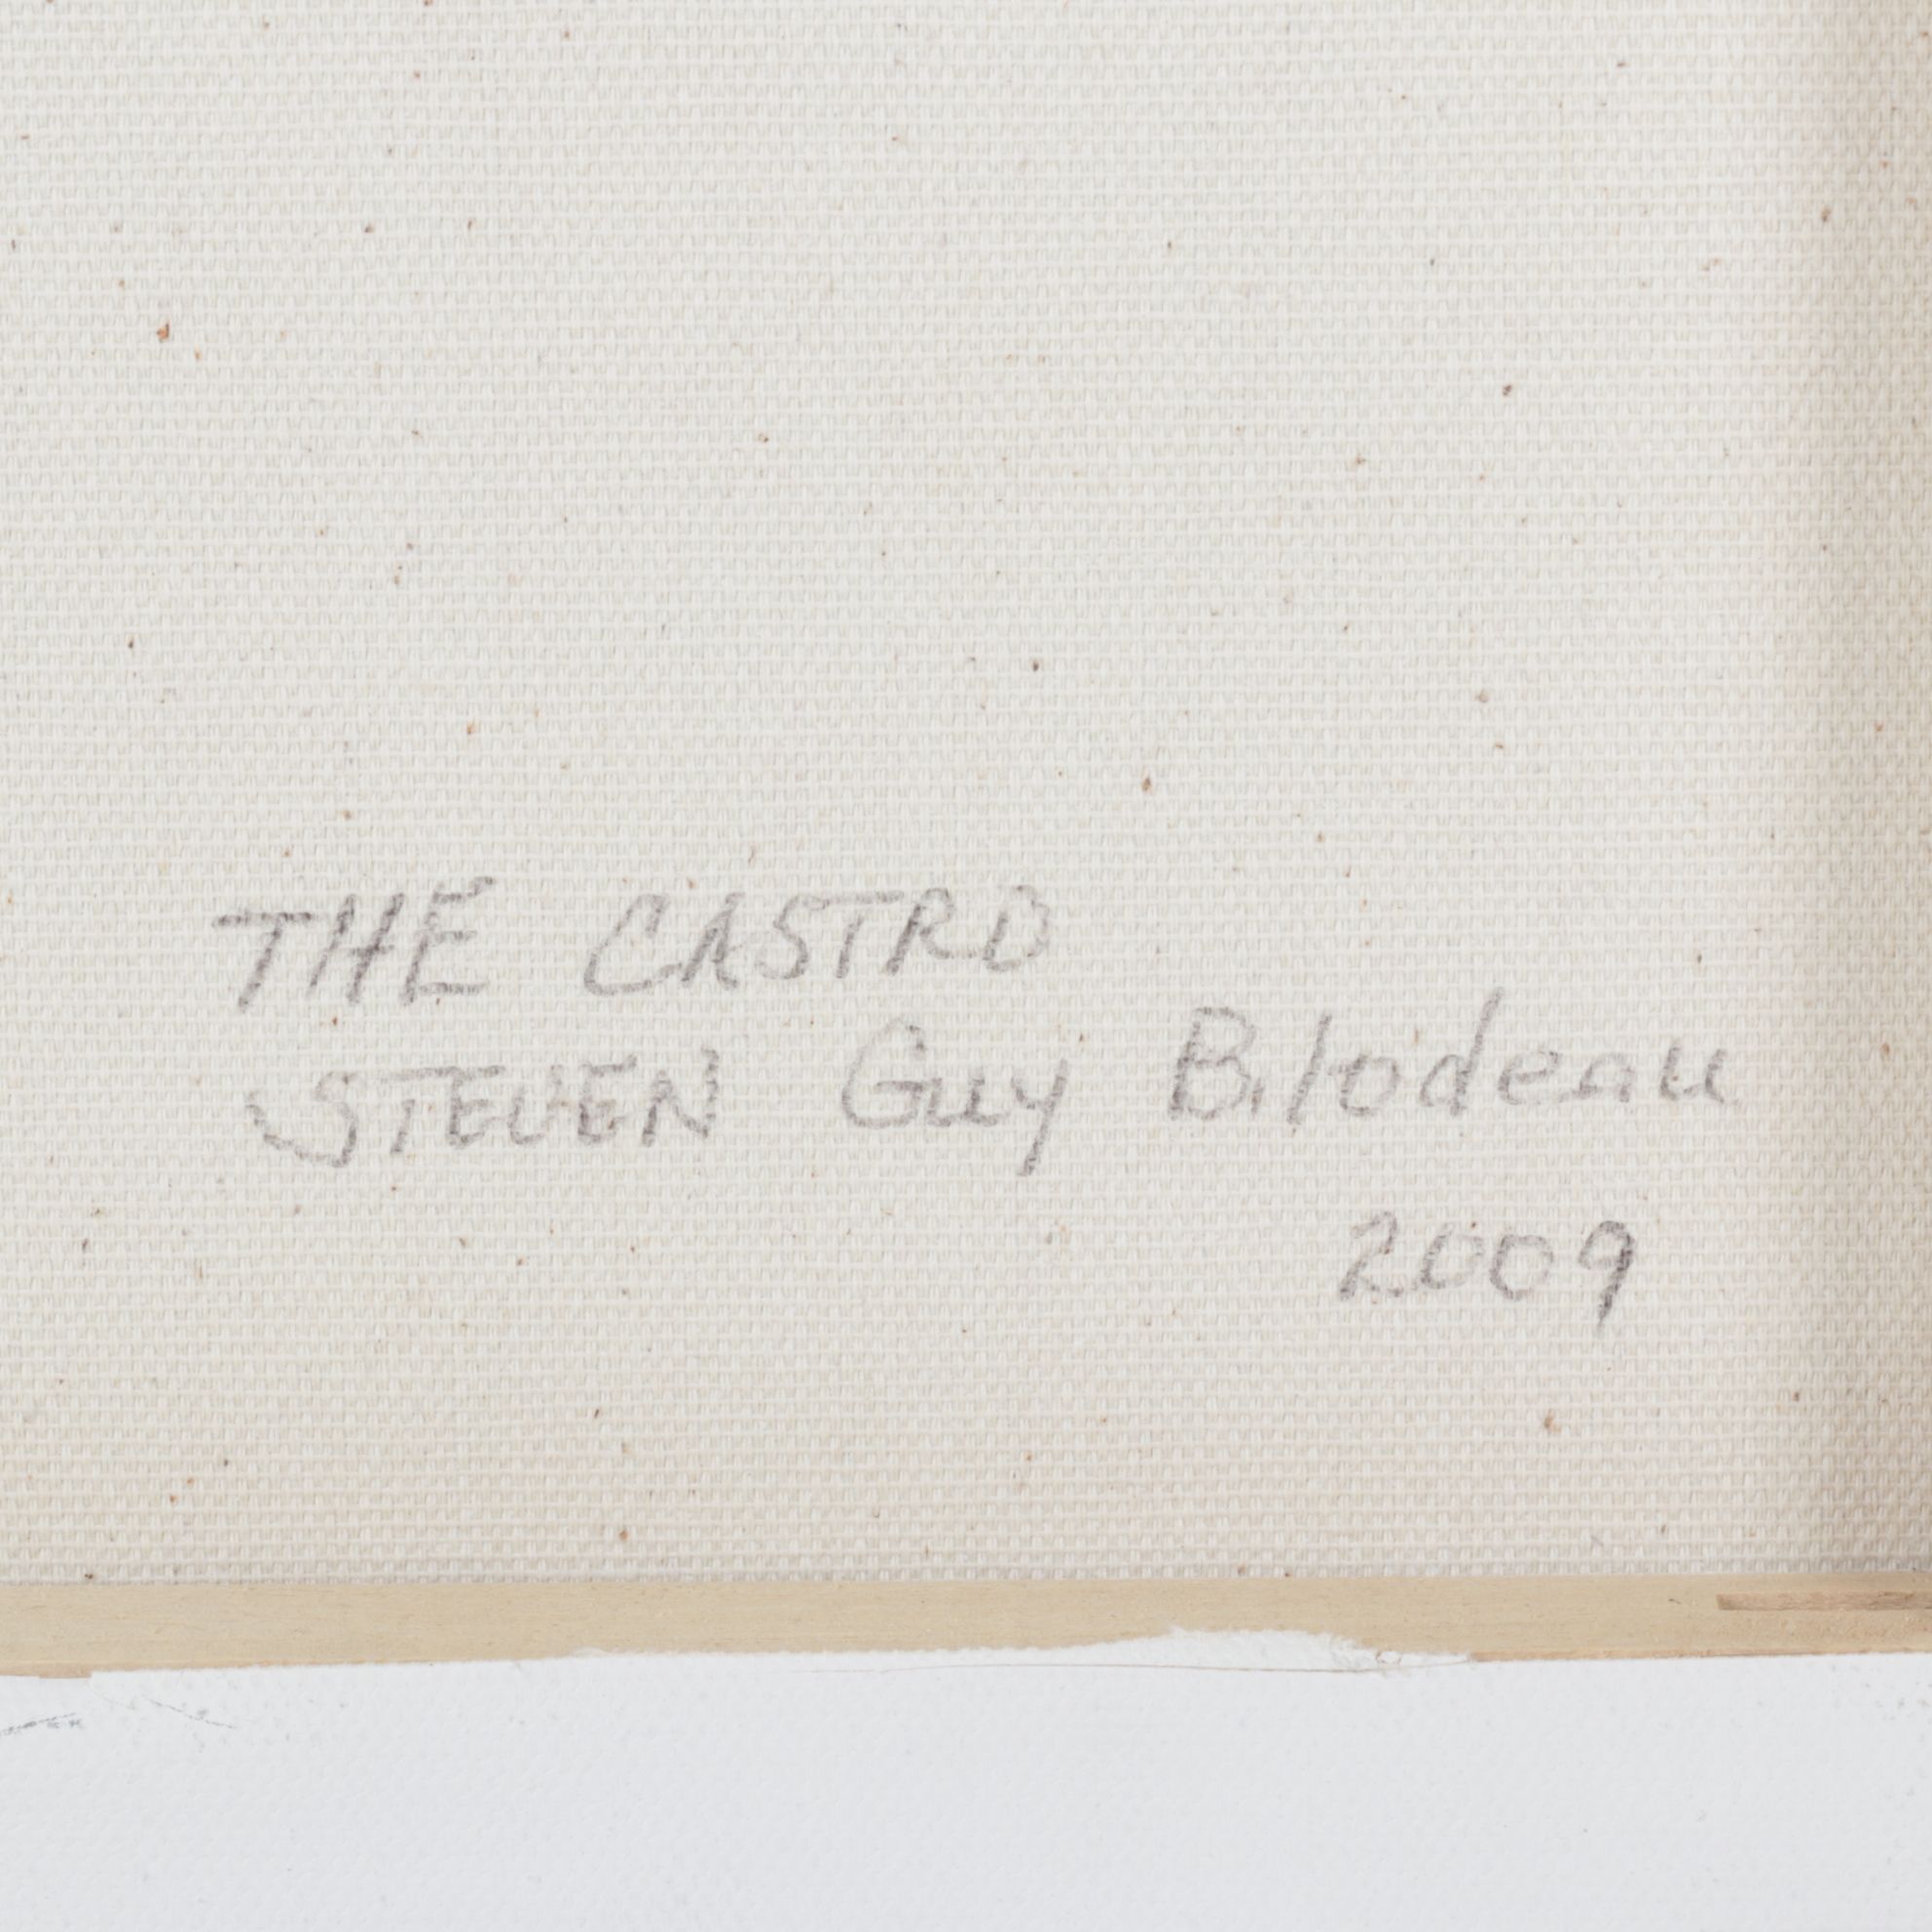 THE CASTRO
STEVEN Guy Bilodeau
2009